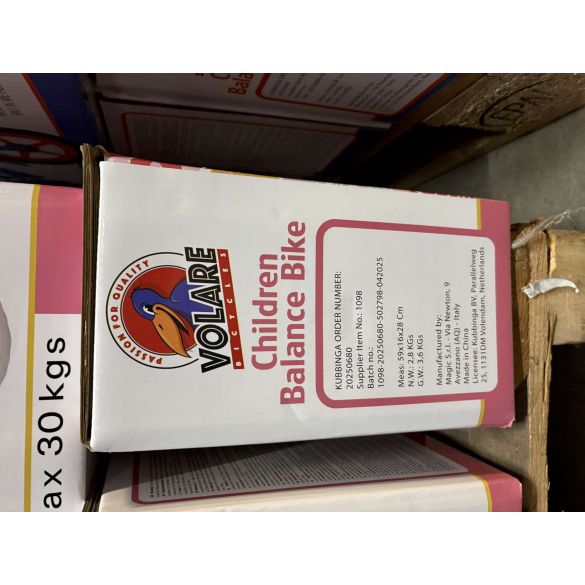 PASSION FOR QUALITY
VOLARE
BICYCLES
Children
Balance Bike
KUBBINGA ORDER NUMBER:
20250680
Supplier Item No.: 1098
Batch no.:
1098-20250680-502798-042025
Meas: 59x16x28 Cm
N.W.: 2,8 KGs
G.W.: 3,6 KGs
Manufactured by:
Magic S.r.l. - Via Newton, 9
Avezzano (AQ) - Italy
Made in China
Licensee: Kubbinga BV, Parallelweg
25, 1131DM Volendam, Netherlands
ax 30 kgs
Children
Bala